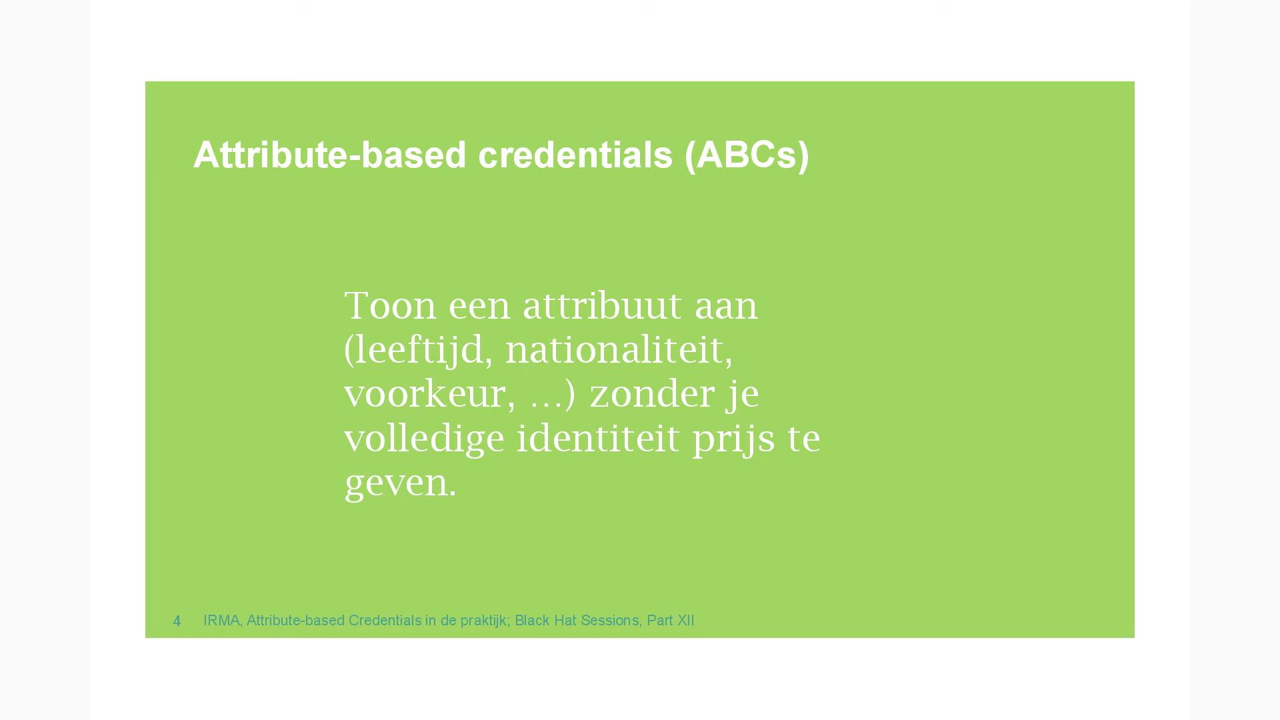 Attribute-based credentials (ABCs)
Toon een attribuut aan
(leeftijd, nationaliteit,
voorkeur, …) zonder je
volledige identiteit prijs te
geven.
4 IRMA, Attribute-based Credentials in de praktijk; Black Hat Sessions, Part XII